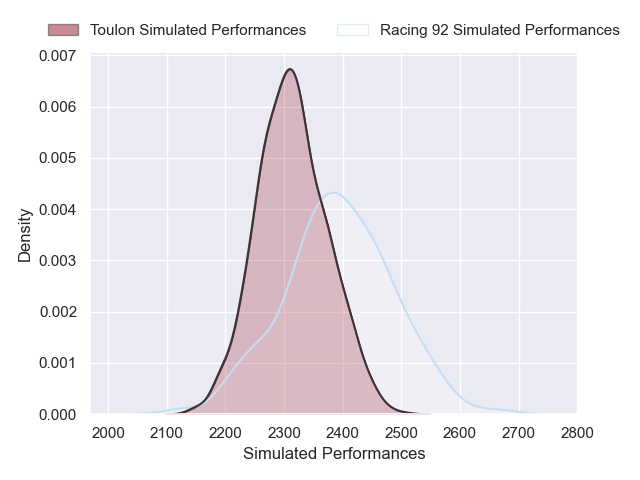 Toulon Simulated Performances
Racing 92 Simulated Performances
0.007
0.006
0.005
0.004
0.003
0.002
0.001
0.000
Density
2000 2100 2200 2300 2400 2500 2600 2700 2800
Simulated Performances